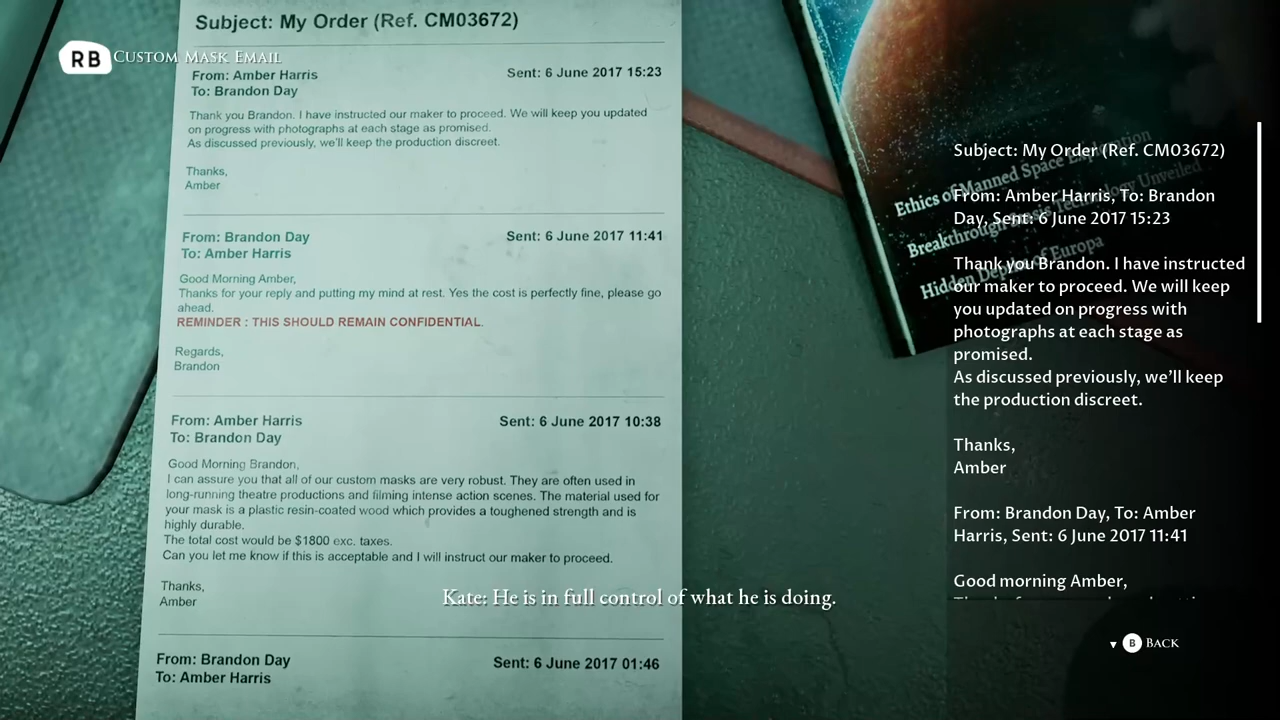 Subject: My Order (Ref. CM03672)
RB CUSTOM MASK EMAIL
From: Amber Harris
To: Brandon Day
Sent: 6 June 2017 15:23
Thank you Brandon. I have instructed our maker to proceed. We will keep you updated
on progress with photographs at each stage as promised.
As discussed previously, we'll keep the production discreet.
Thanks,
Amber
From: Brandon Day
To: Amber Harris
Sent: 6 June 2017 11:41
Good Morning Amber,
Thanks for your reply and putting my mind at rest. Yes the cost is perfectly fine, please go
ahead.
REMINDER : THIS SHOULD REMAIN CONFIDENTIAL.
Regards,
Brandon
From: Amber Harris
To: Brandon Day
Sent: 6 June 2017 10:38
Good Morning Brandon,
I can assure you that all of our custom masks are very robust. They are often used in
long-running theatre productions and filming intense action scenes. The material used for
your mask is a plastic resin-coated wood which provides a toughened strength and is
highly durable.
The total cost would be $1800 exc. taxes.
Can you let me know if this is acceptable and I will instruct our maker to proceed.
Thanks,
Amber
From: Brandon Day
To: Amber Harris
Sent: 6 June 2017 01:46
Kate: He is in full control of what he is doing.
Ethics of Manned Space Exploration
Breakthrough Technology Unveiled
Hidden Depths of Europa
Subject: My Order (Ref. CM03672)
From: Amber Harris, To: Brandon
Day, Sent: 6 June 2017 15:23
Thank you Brandon. I have instructed
our maker to proceed. We will keep
you updated on progress with
photographs at each stage as
promised.
As discussed previously, we'll keep
the production discreet.
Thanks,
Amber
From: Brandon Day, To: Amber
Harris, Sent: 6 June 2017 11:41
Good morning Amber,
B BACK